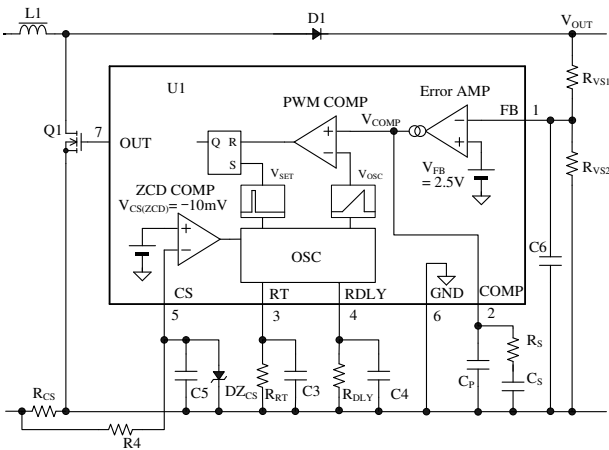 L1
D1
VOUT
U1
Error AMP
PWM COMP
VCOMP
FB
1
RVS1
Q1
7
OUT
Q
R
S
+
−
−
+
VFB
= 2.5V
RVS2
VSET
VOSC
ZCD COMP
VCS(ZCD) = −10mV
+
−
OSC
C6
CS
RT
RDLY
GND
COMP
5
3
4
6
2
RS
C5
DZCS
RRT
C3
RDLY
C4
CP
CS
RCS
R4